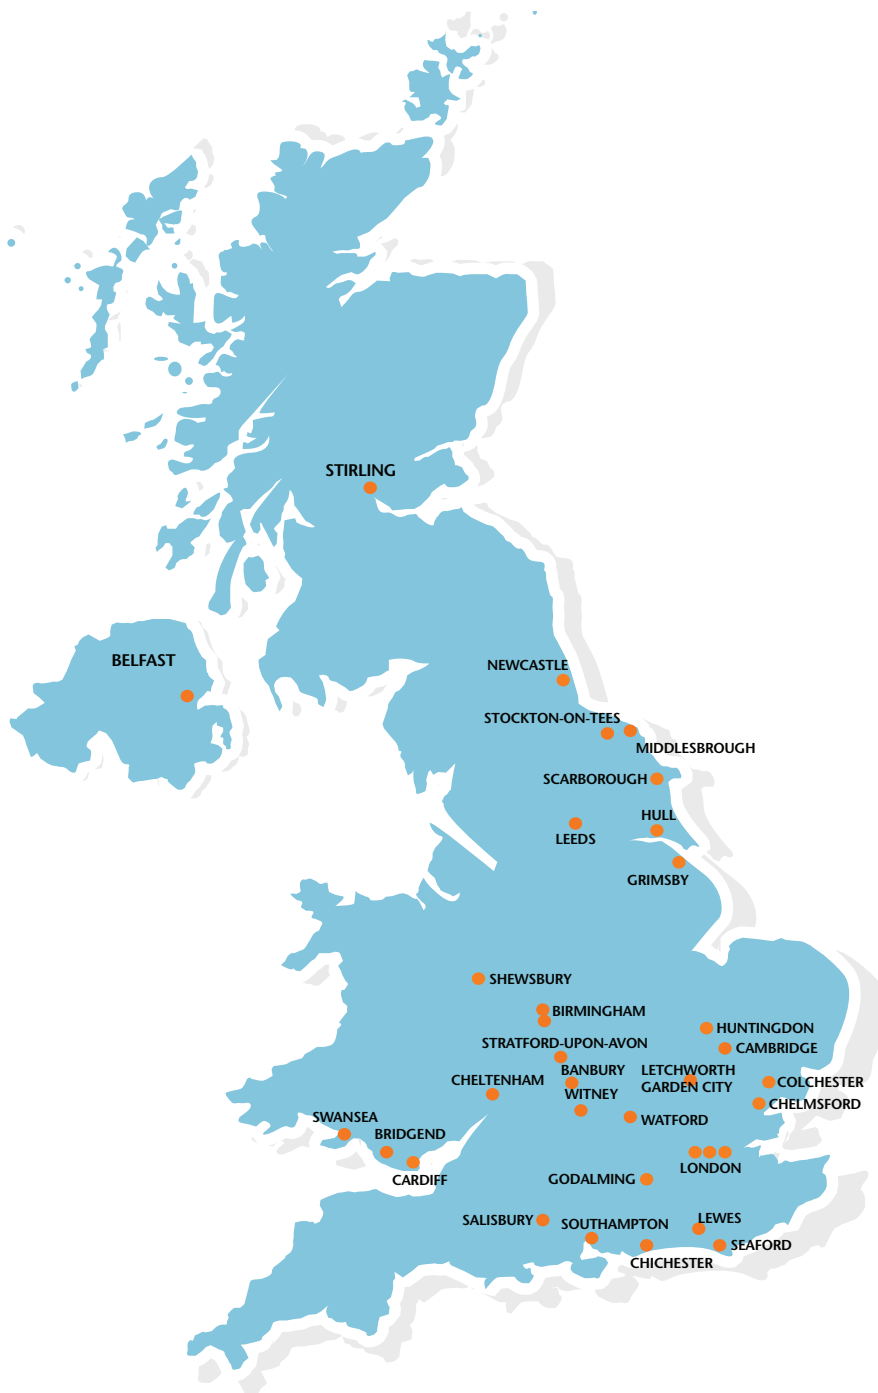 STIRLING
BELFAST
NEWCASTLE
STOCKTON-ON-TEES
MIDDLESBROUGH
SCARBOROUGH
HULL
LEEDS
GRIMSBY
SHEWSBURY
BIRMINGHAM
HUNTINGDON
STRATFORD-UPON-AVON
CAMBRIDGE
BANBURY
LETCHWORTH
GARDEN CITY
CHELTENHAM
COLCHESTER
WITNEY
CHELMSFORD
SWANSEA
WATFORD
BRIDGEND
LONDON
CARDIFF
GODALMING
SALISBURY
SOUTHAMPTON
LEWES
SEAFORD
CHICHESTER